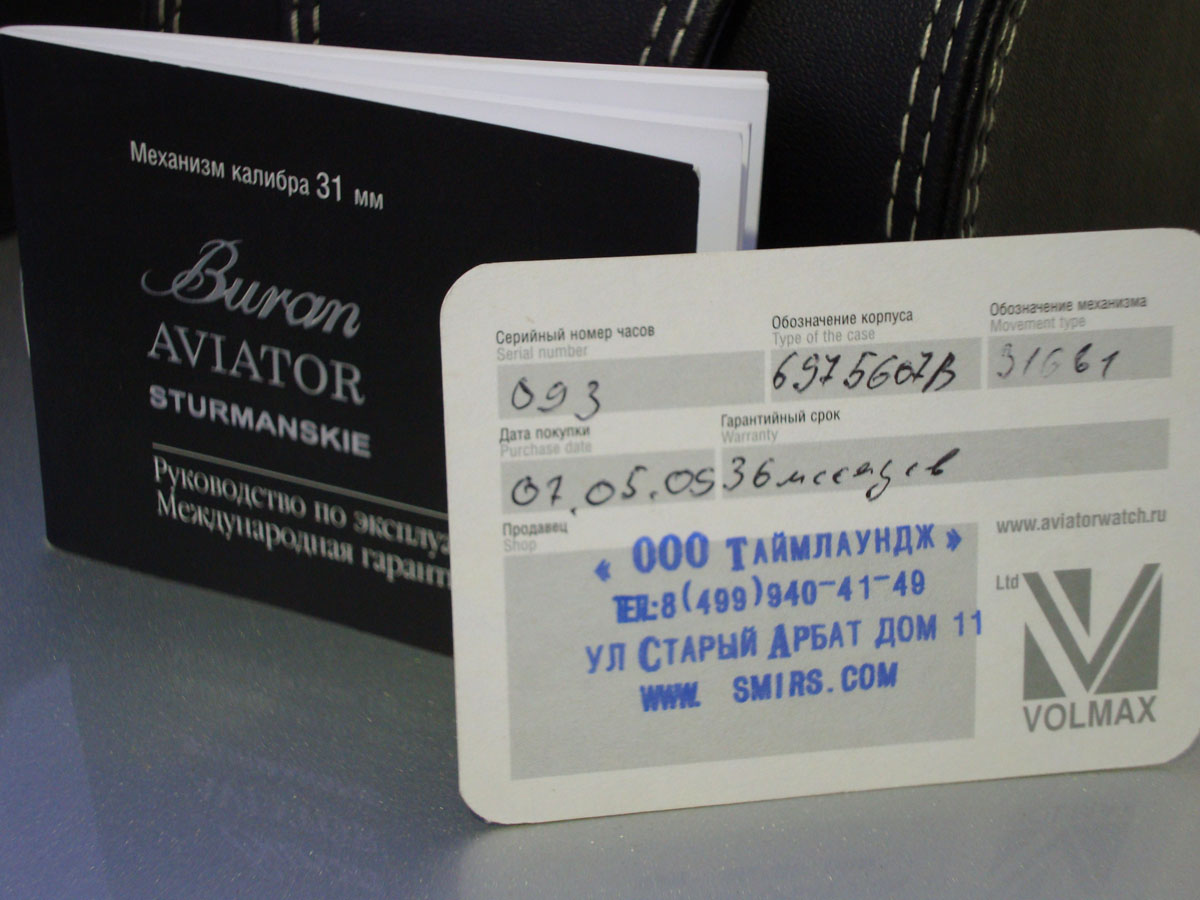 Механизм калибра 31 мм
Buran
AVIATOR
STURMANSKIE
Руководство по эксплуа
Международная гарант
Серийный номер часов
Serial number
093
Обозначение корпуса
Type of the case
6975607В
Обозначение механизма
Movement type
31681
Дата покупки
Purchase date
07.05.09
Гарантийный срок
Warranty
36 месяцев
Продавец
Shop
« ООО ТАЙМЛАУНДЖ »
ТЕЛ:8(499)940-41-49
УЛ СТАРЫЙ АРБАТ ДОМ 11
WWW. SMIRS.COM
www.aviatorwatch.ru
Ltd
VOLMAX